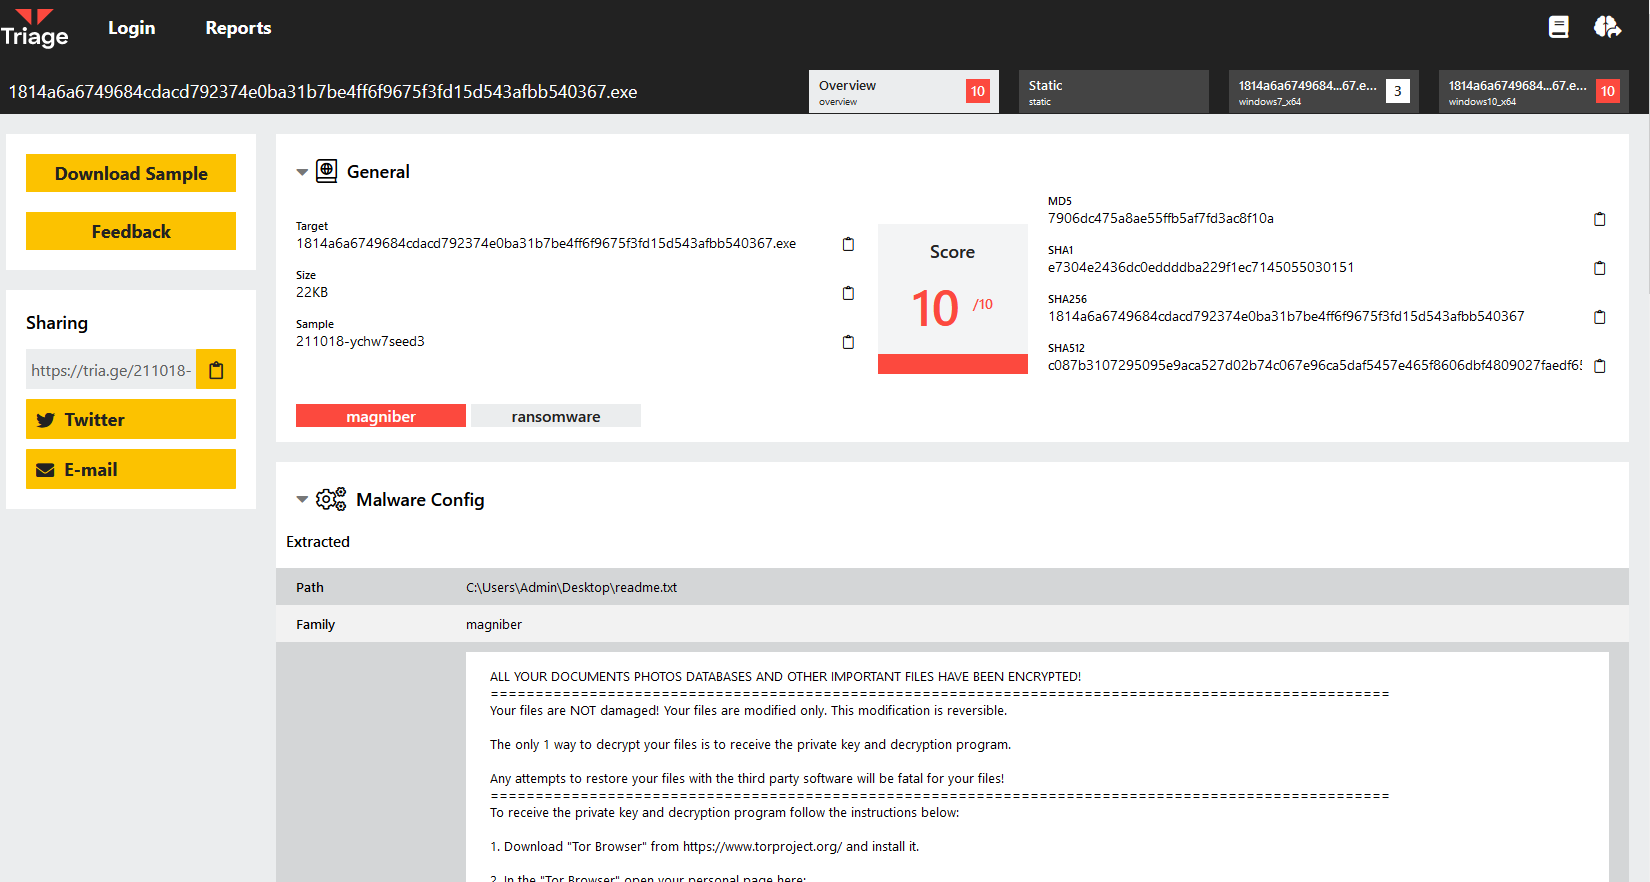 Triage
Login
Reports
1814a6a6749684cdacd792374e0ba31b7be4ff6f9675f3fd15d543afbb540367.exe
Overview
overview
10
Static
static
1814a6a6749684...67.e...
windows7_x64
3
1814a6a6749684...67.e...
windows10_x64
10
Download Sample
Feedback
Sharing
https://tria.ge/211018-
Twitter
E-mail
General
Target
1814a6a6749684cdacd792374e0ba31b7be4ff6f9675f3fd15d543afbb540367.exe
Size
22KB
Sample
211018-ychw7seed3
Score
10 /10
MD5
7906dc475a8ae55ffb5af7fd3ac8f10a
SHA1
e7304e2436dc0eddddba229f1ec7145055030151
SHA256
1814a6a6749684cdacd792374e0ba31b7be4ff6f9675f3fd15d543afbb540367
SHA512
c087b3107295095e9aca527d02b74c067e96ca5daf5457e465f8606dbf4809027faedf65
magniber
ransomware
Malware Config
Extracted
Path C:\Users\Admin\Desktop\readme.txt
Family magniber
ALL YOUR DOCUMENTS PHOTOS DATABASES AND OTHER IMPORTANT FILES HAVE BEEN ENCRYPTED!
====================================================================================================
Your files are NOT damaged! Your files are modified only. This modification is reversible.
The only 1 way to decrypt your files is to receive the private key and decryption program.
Any attempts to restore your files with the third party software will be fatal for your files!
====================================================================================================
To receive the private key and decryption program follow the instructions below:
1. Download "Tor Browser" from https://www.torproject.org/ and install it.
2. In the "Tor Browser" open your personal page here: